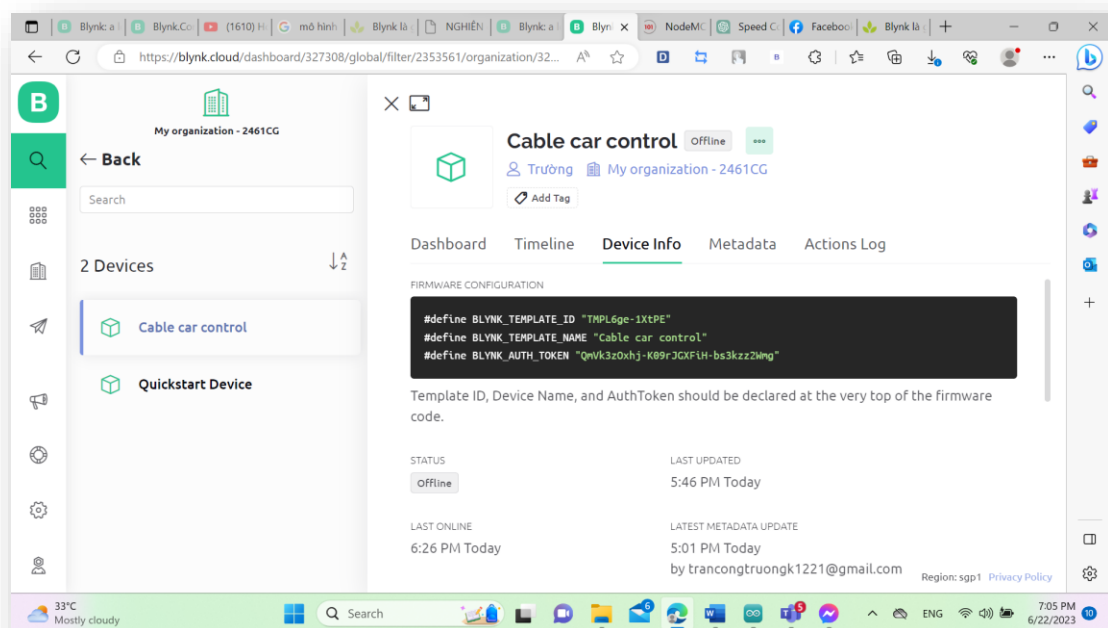 Blynk: a
Blynk.Co
(1610) H
mô hình
Blynk là
NGHIÊN
Blynk: a
Blyn
NodeMC
Speed C
Facebook
Blynk là
https://blynk.cloud/dashboard/327308/global/filter/2353561/organization/32...
B
My organization - 2461CG
Back
Search
2 Devices
Cable car control
Quickstart Device
Cable car control Offline
Trường My organization - 2461CG
Add Tag
Dashboard Timeline Device Info Metadata Actions Log
FIRMWARE CONFIGURATION
#define BLYNK_TEMPLATE_ID "TMPL6ge-1XtPE"
#define BLYNK_TEMPLATE_NAME "Cable car control"
#define BLYNK_AUTH_TOKEN "QmVk3zOxhj-K09rJGXFiH-bs3kzz2Wmg"
Template ID, Device Name, and AuthToken should be declared at the very top of the firmware
code.
STATUS
Offline
LAST UPDATED
5:46 PM Today
LAST ONLINE
6:26 PM Today
LATEST METADATA UPDATE
5:01 PM Today
by trancongtruongk1221@gmail.com
Region: sgp1 Privacy Policy
33°C
Mostly cloudy
Search
6
5
ENG
7:05 PM
6/22/2023
10